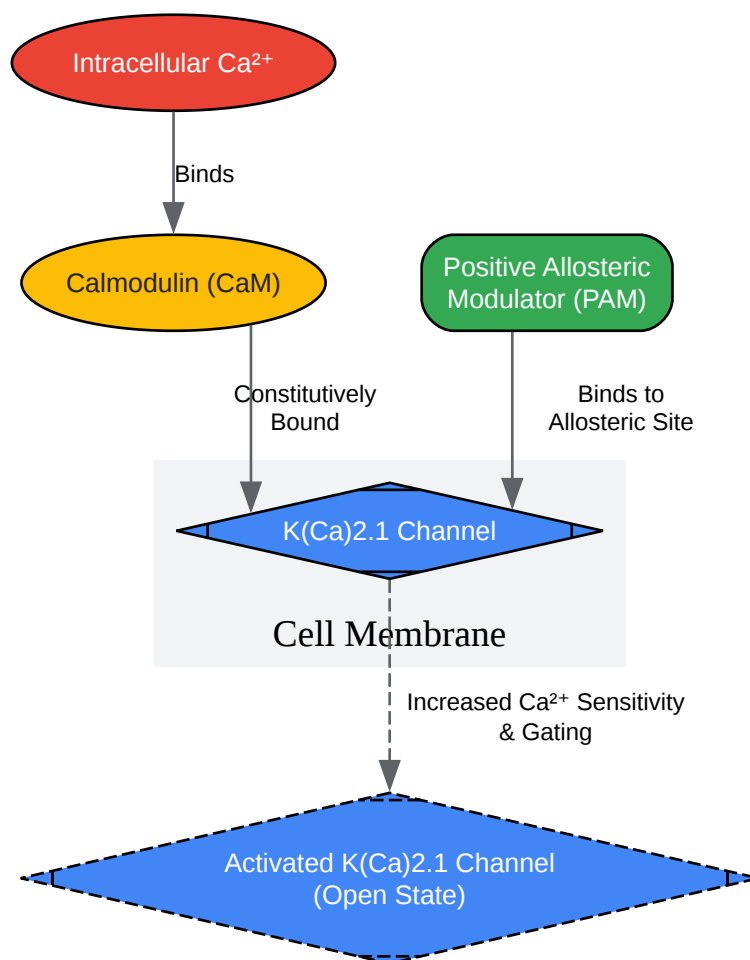 Intracellular Ca²⁺
Binds
Calmodulin (CaM)
Positive Allosteric
Modulator (PAM)
Constitutively
Bound
Binds to
Allosteric Site
K(Ca)2.1 Channel
Cell Membrane
Increased Ca²⁺ Sensitivity
& Gating
Activated K(Ca)2.1 Channel
(Open State)